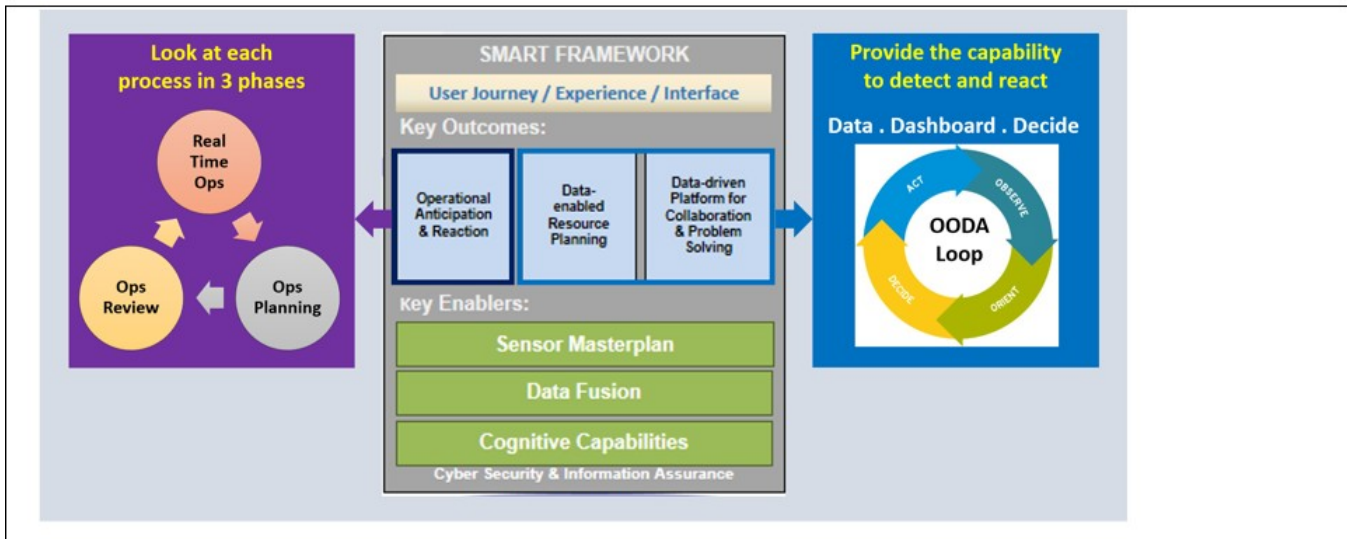 Look at each
process in 3 phases
Real
Time
Ops
Ops
Review
Ops
Planning
SMART FRAMEWORK
User Journey / Experience / Interface
Key Outcomes:
Operational
Anticipation
& Reaction
Data-
enabled
Resource
Planning
Data-driven
Platform for
Collaboration
& Problem
Solving
Key Enablers:
Sensor Masterplan
Data Fusion
Cognitive Capabilities
Cyber Security & Information Assurance
Provide the capability
to detect and react
Data . Dashboard . Decide
ACT
OBSERVE
OODA
Loop
DECIDE
ORIENT